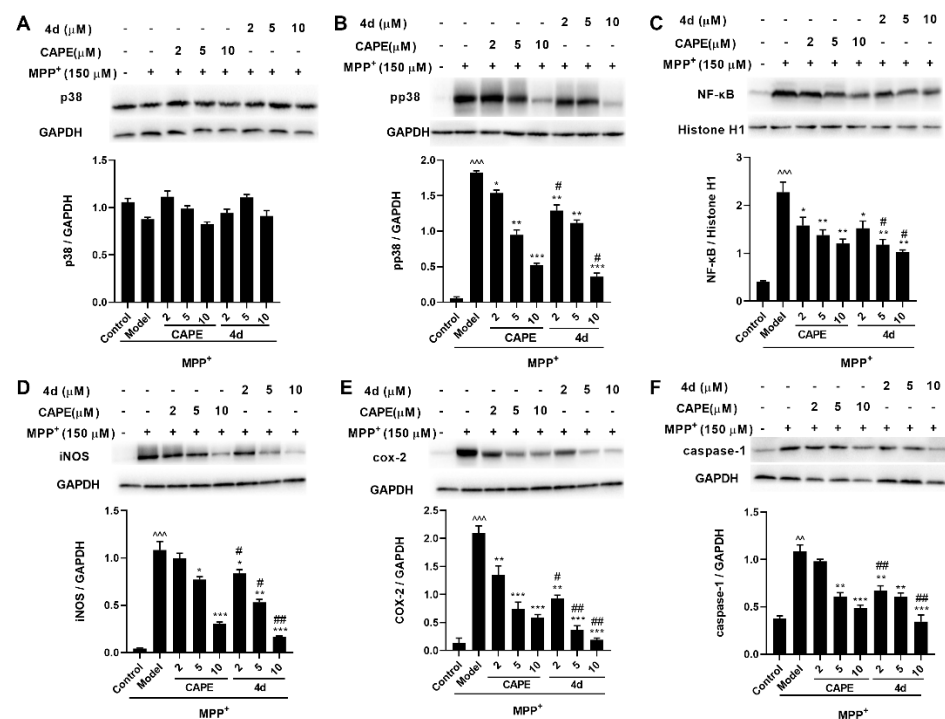 A
4d (μM) - - - - - 2 5 10
CAPE(μM) - - 2 5 10 - - -
MPP+ (150 μM) - + + + + + + +
p38
GAPDH
p38 / GAPDH
1.5
1.0
0.5
0.0
Control Model 2 5 10 2 5 10
CAPE 4d
MPP+
B
4d (μM) - - - - - 2 5 10
CAPE(μM) - - 2 5 10 - - -
MPP+ (150 μM) - + + + + + + +
pp38
GAPDH
pp38 / GAPDH
2.0
1.5
1.0
0.5
0.0
^^^ * ** *** # ** ** # ***
Control Model 2 5 10 2 5 10
CAPE 4d
MPP+
C
4d (μM) - - - - - 2 5 10
CAPE(μM) - - 2 5 10 - - -
MPP+ (150 μM) - + + + + + + +
NF-κB
Histone H1
NF-κB / Histone H1
3
2
1
0
^^^ * ** ** * # ** # **
Control Model 2 5 10 2 5 10
CAPE 4d
MPP+
D
4d (μM) - - - - - 2 5 10
CAPE(μM) - - 2 5 10 - - -
MPP+ (150 μM) - + + + + + + +
iNOS
GAPDH
iNOS / GAPDH
1.5
1.0
0.5
0.0
^^^ * *** # * # ** ## ***
Control Model 2 5 10 2 5 10
CAPE 4d
MPP+
E
4d (μM) - - - - - 2 5 10
CAPE(μM) - - 2 5 10 - - -
MPP+ (150 μM) - + + + + + + +
cox-2
GAPDH
COX-2 / GAPDH
2.5
2.0
1.5
1.0
0.5
0.0
^^^ ** *** *** # ** ## *** ## ***
Control Model 2 5 10 2 5 10
CAPE 4d
MPP+
F
4d (μM) - - - - - 2 5 10
CAPE(μM) - - 2 5 10 - - -
MPP+ (150 μM) - + + + + + + +
caspase-1
GAPDH
caspase-1 / GAPDH
1.5
1.0
0.5
0.0
^^ ** *** ## ** ** ## ***
Control Model 2 5 10 2 5 10
CAPE 4d
MPP+